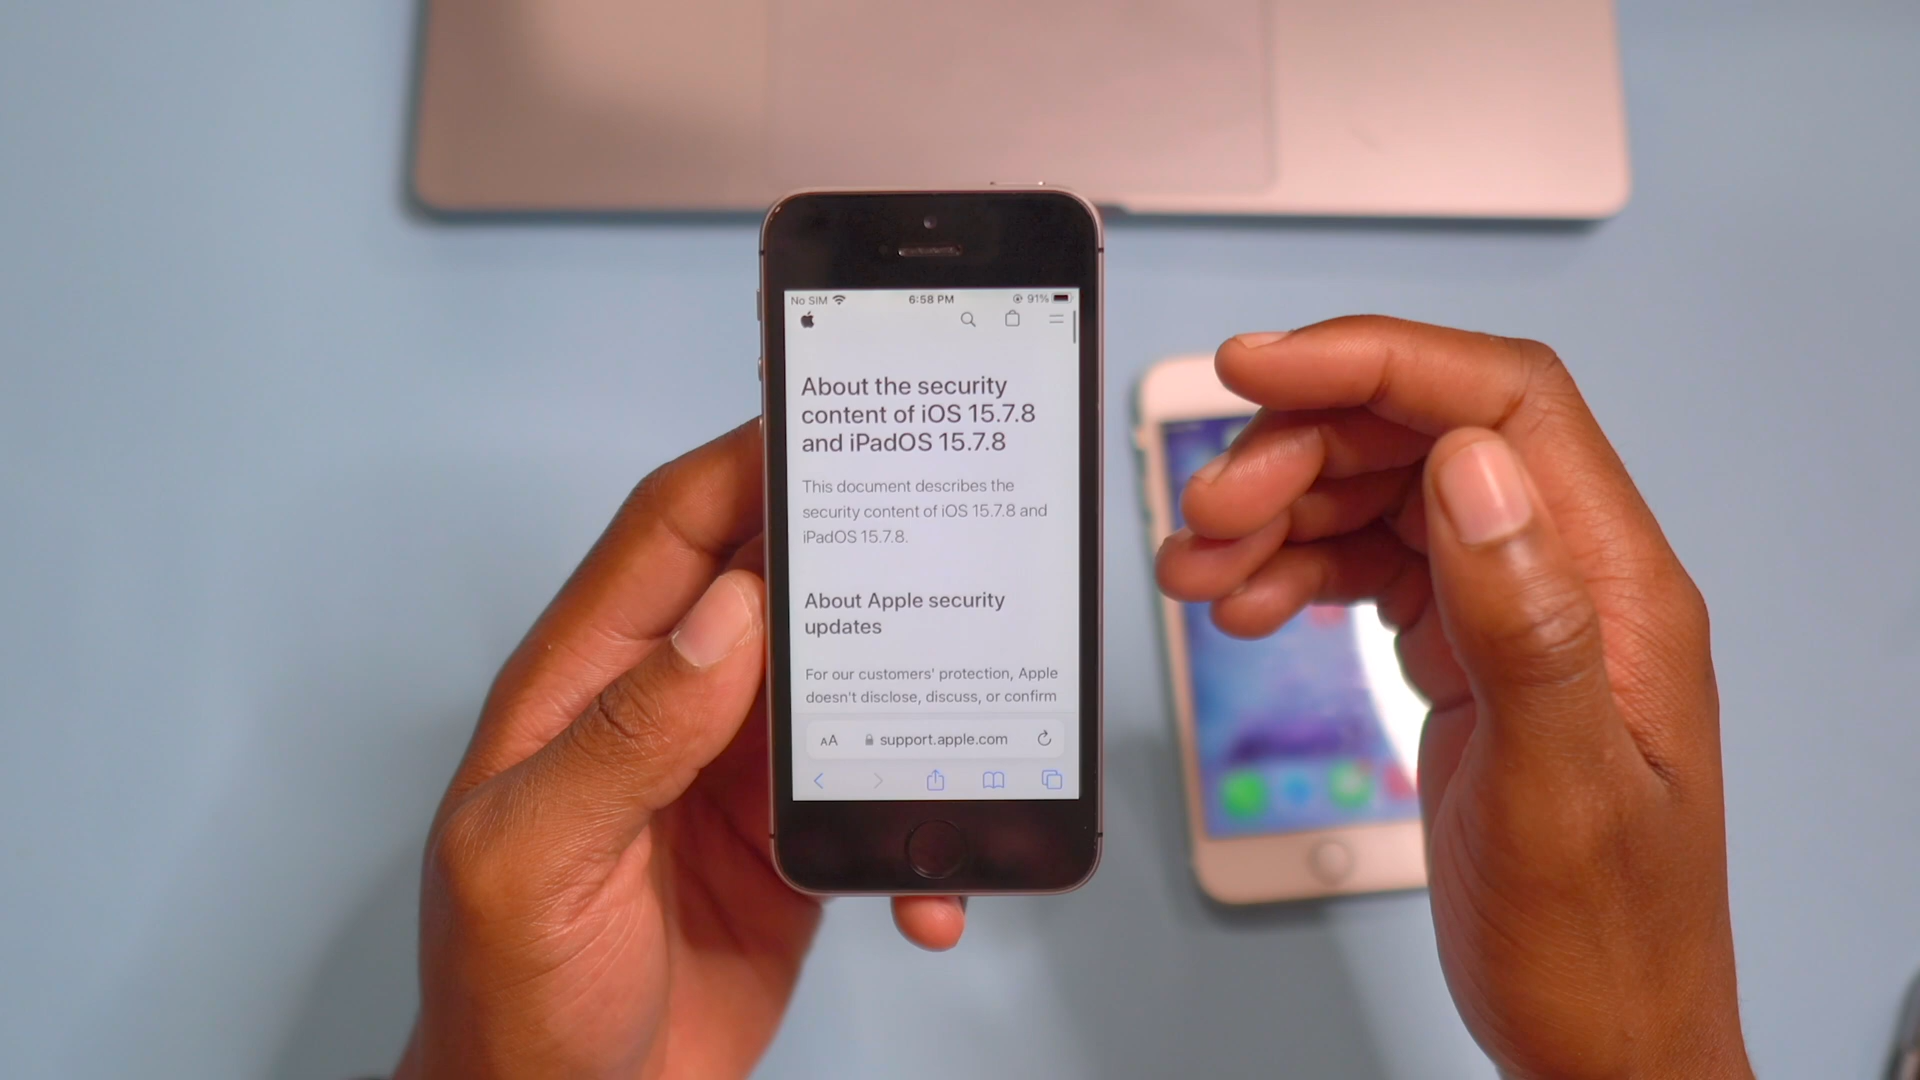 No SIM 6:58 PM 91%
About the security
content of iOS 15.7.8
and iPadOS 15.7.8
This document describes the
security content of iOS 15.7.8 and
iPadOS 15.7.8.
About Apple security
updates
For our customers' protection, Apple
doesn't disclose, discuss, or confirm
AA support.apple.com